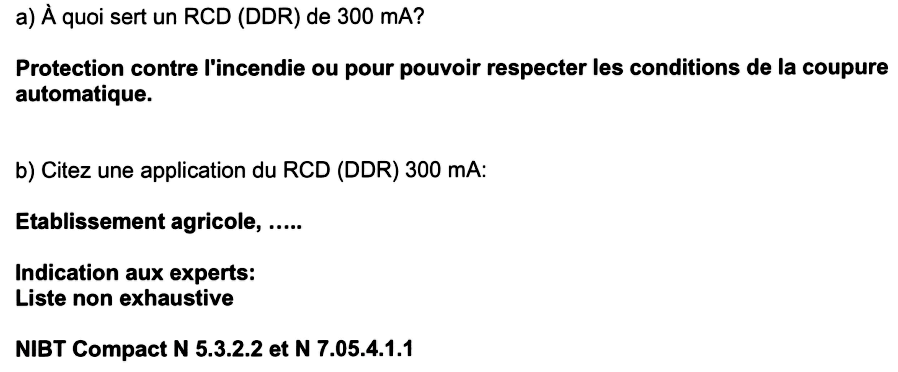 a) À quoi sert un RCD (DDR) de 300 mA?
Protection contre l'incendie ou pour pouvoir respecter les conditions de la coupure
automatique.
b) Citez une application du RCD (DDR) 300 mA:
Etablissement agricole, .....
Indication aux experts:
Liste non exhaustive
NIBT Compact N 5.3.2.2 et N 7.05.4.1.1